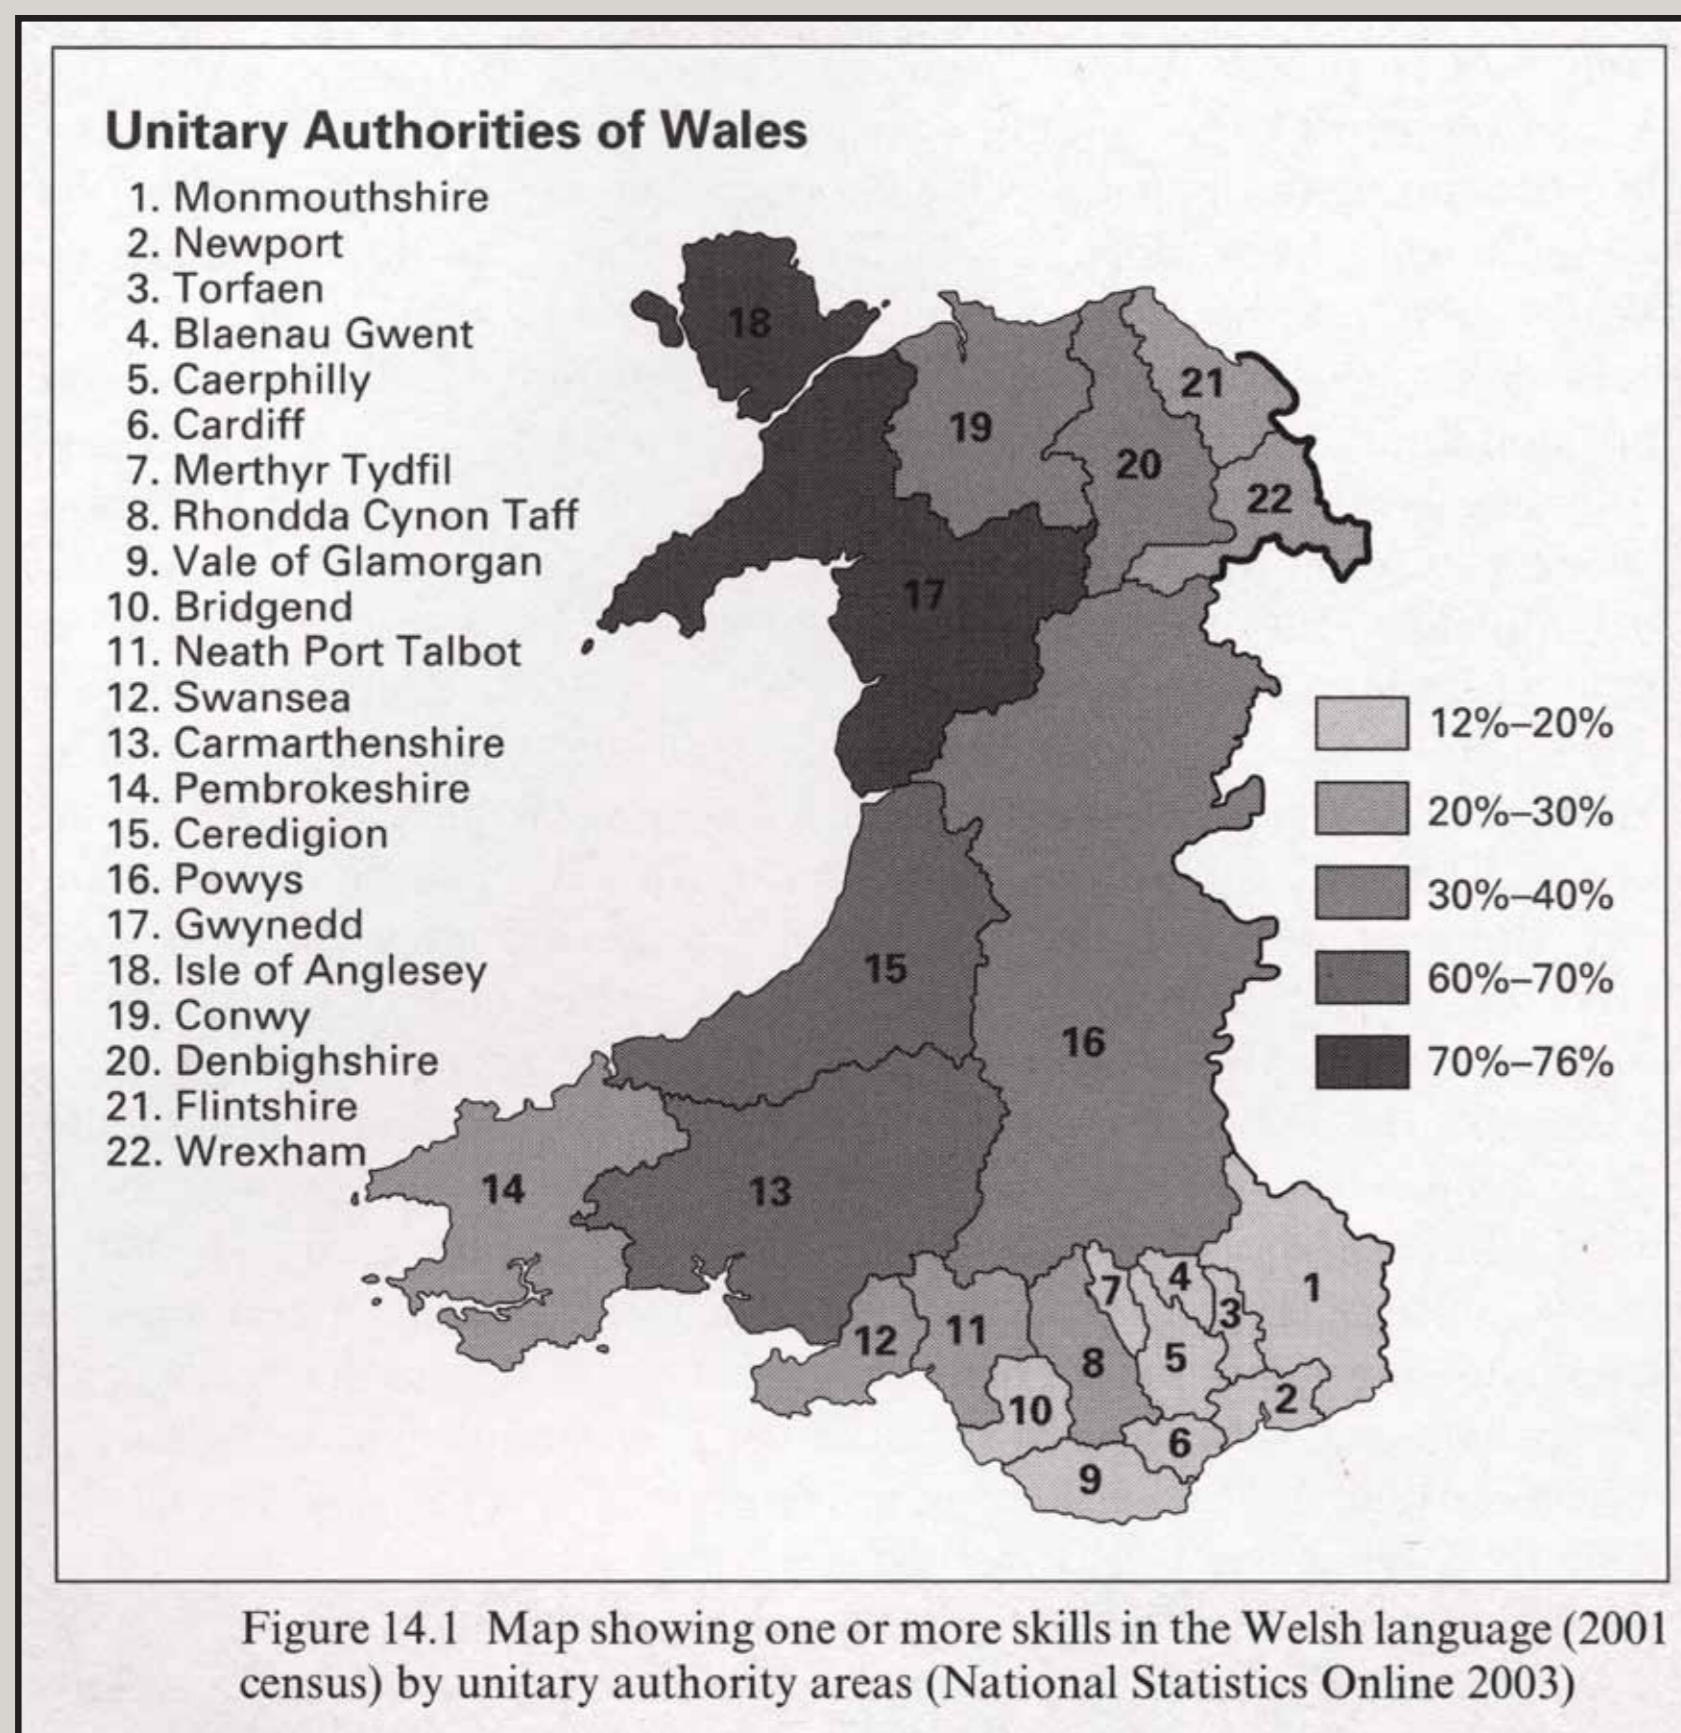 Unitary Authorities of Wales
1. Monmouthshire
2. Newport
3. Torfaen
4. Blaenau Gwent
5. Caerphilly
6. Cardiff
7. Merthyr Tydfil
8. Rhondda Cynon Taff
9. Vale of Glamorgan
10. Bridgend
11. Neath Port Talbot
12. Swansea
13. Carmarthenshire
14. Pembrokeshire
15. Ceredigion
16. Powys
17. Gwynedd
18. Isle of Anglesey
19. Conwy
20. Denbighshire
21. Flintshire
22. Wrexham
18
21
19
20
22
17
15
16
14
13
7
4
3
1
12
11
8
5
10
2
6
9
12%–20%
20%–30%
30%–40%
60%–70%
70%–76%
Figure 14.1 Map showing one or more skills in the Welsh language (2001
census) by unitary authority areas (National Statistics Online 2003)